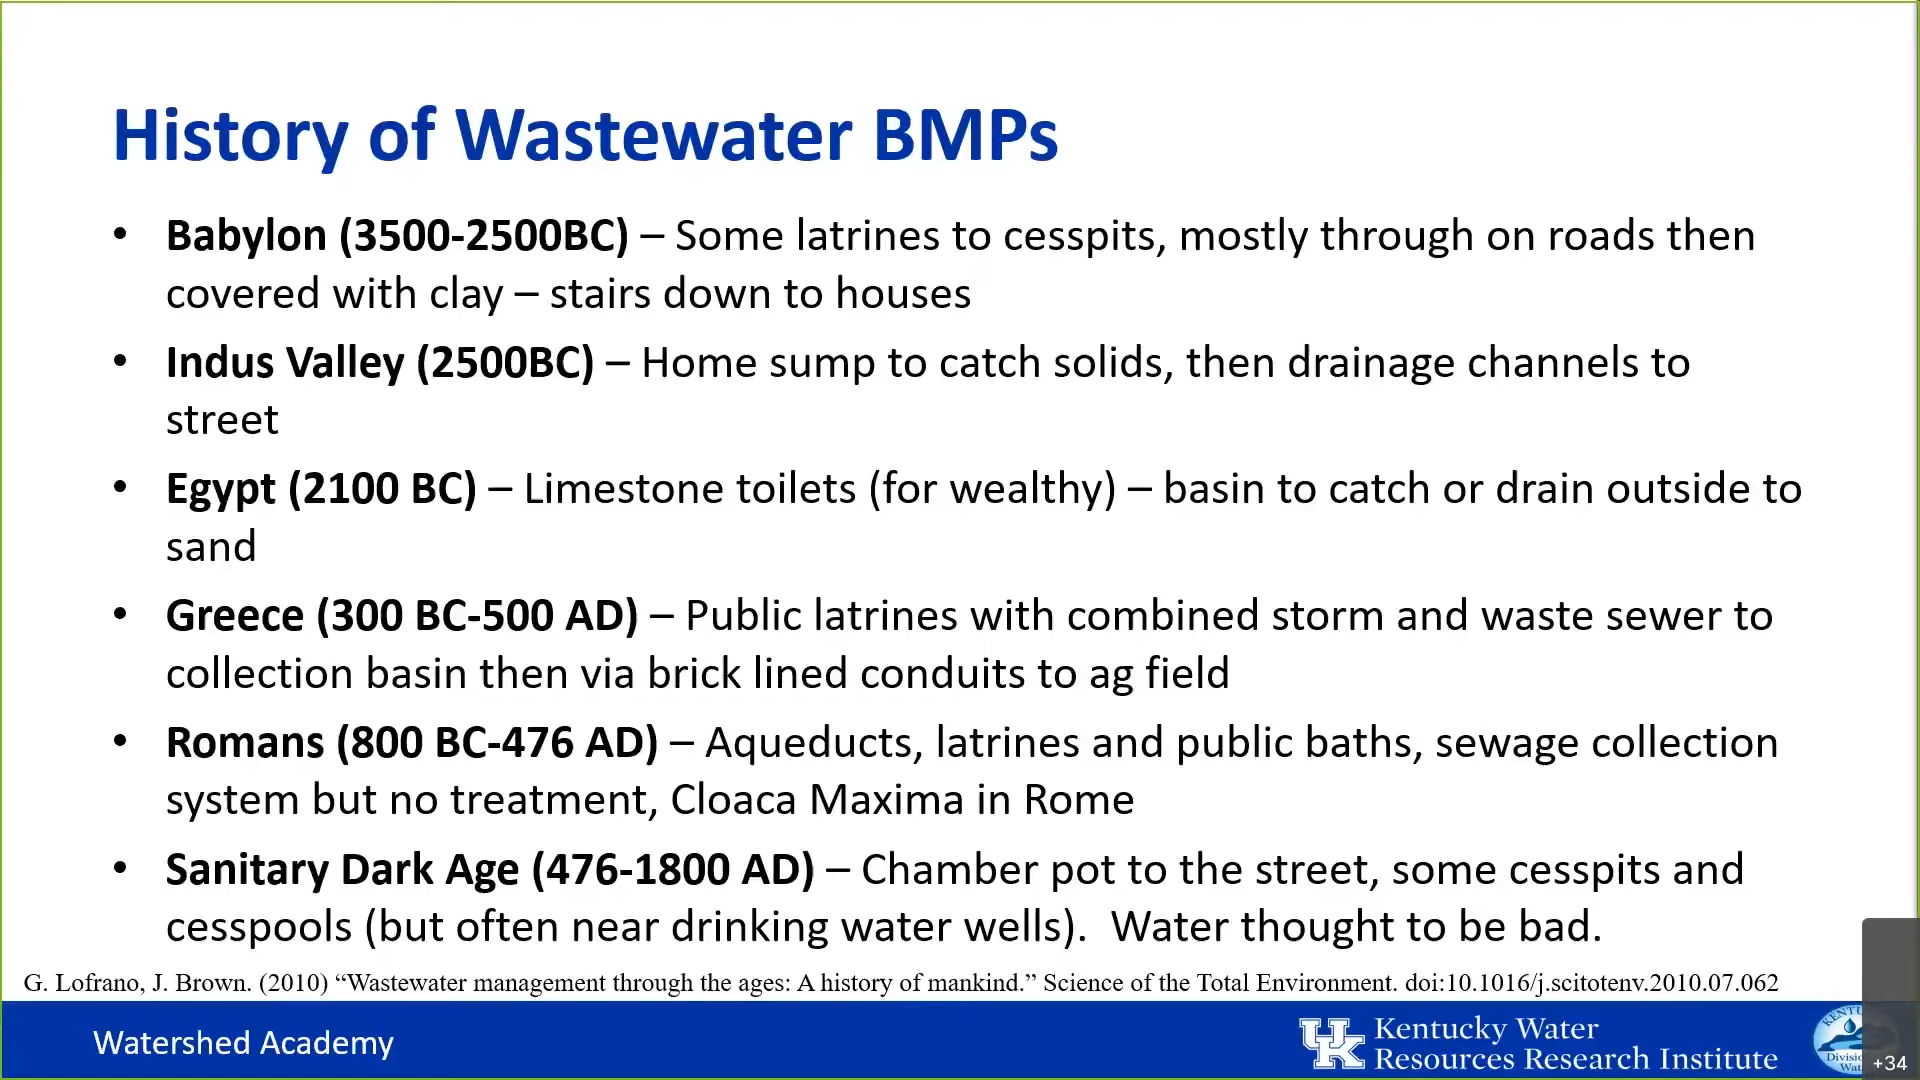 History of Wastewater BMPs
• Babylon (3500-2500BC) – Some latrines to cesspits, mostly through on roads then
covered with clay – stairs down to houses
• Indus Valley (2500BC) – Home sump to catch solids, then drainage channels to
street
• Egypt (2100 BC) – Limestone toilets (for wealthy) – basin to catch or drain outside to
sand
• Greece (300 BC-500 AD) – Public latrines with combined storm and waste sewer to
collection basin then via brick lined conduits to ag field
• Romans (800 BC-476 AD) – Aqueducts, latrines and public baths, sewage collection
system but no treatment, Cloaca Maxima in Rome
• Sanitary Dark Age (476-1800 AD) – Chamber pot to the street, some cesspits and
cesspools (but often near drinking water wells).  Water thought to be bad.
G. Lofrano, J. Brown. (2010) “Wastewater management through the ages: A history of mankind.” Science of the Total Environment. doi:10.1016/j.scitotenv.2010.07.062
Watershed Academy
UK Kentucky Water
Resources Research Institute
+34